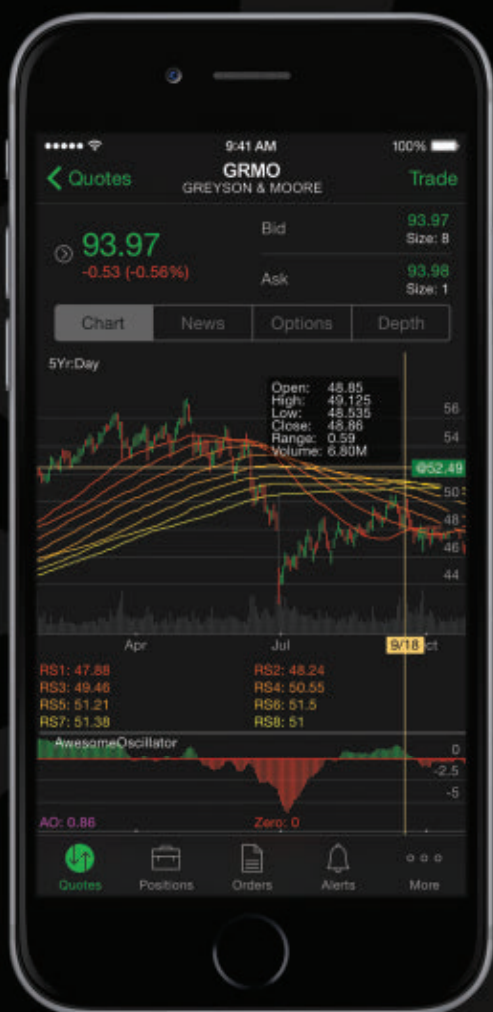 9:41 AM
100%
Quotes
GRMO
GREYSON & MOORE
Trade
93.97
-0.53 (-0.56%)
Bid
93.97
Size: 8
Ask
93.98
Size: 1
Chart
News
Options
Depth
5Yr:Day
Open: 48.85
High: 49.125
Low: 48.535
Close: 48.86
Range: 0.59
Volume: 6.80M
56
54
@52.49
50
48
46
44
Apr
Jul
9/18
ct
RS1: 47.88
RS2: 48.24
RS3: 49.46
RS4: 50.55
RS5: 51.21
RS6: 51.5
RS7: 51.38
RS8: 51
AwesomeOscillator
0
-2.5
-5
AO: 0.86
Zero: 0
Quotes
Positions
Orders
Alerts
More